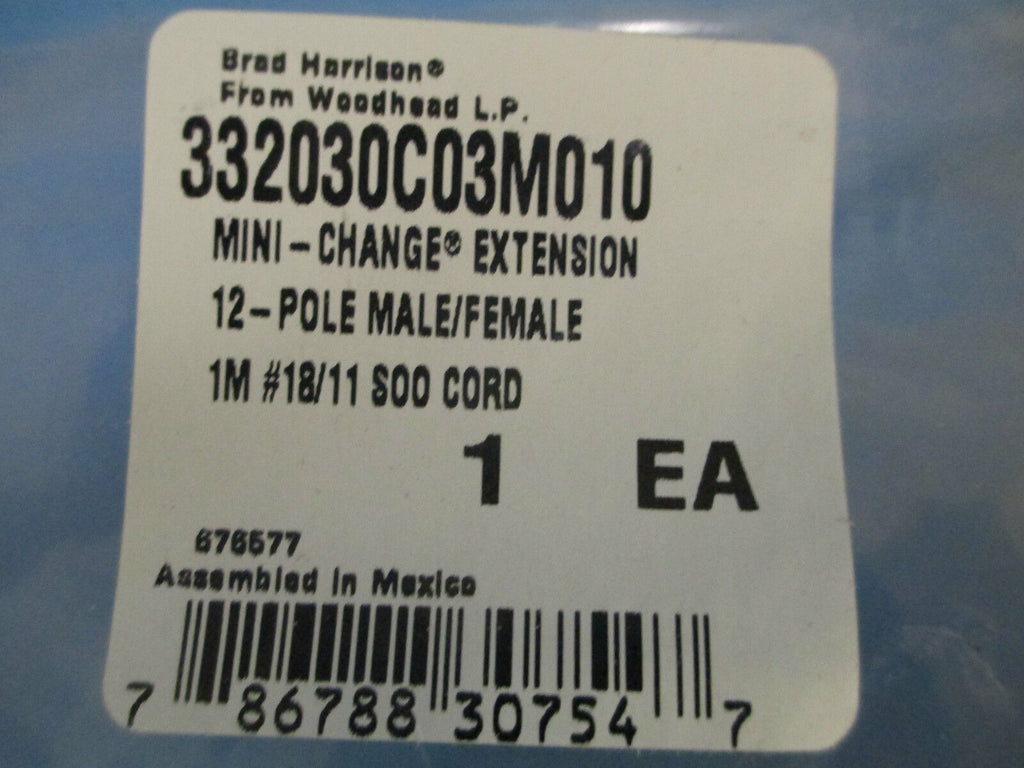 Brad Harrison®
From Woodhead L.P.
332030C03M010
MINI-CHANGE® EXTENSION
12-POLE MALE/FEMALE
1M #18/11 SOO CORD
1 EA
676577
Assembled in Mexico
7 86788 30754 7